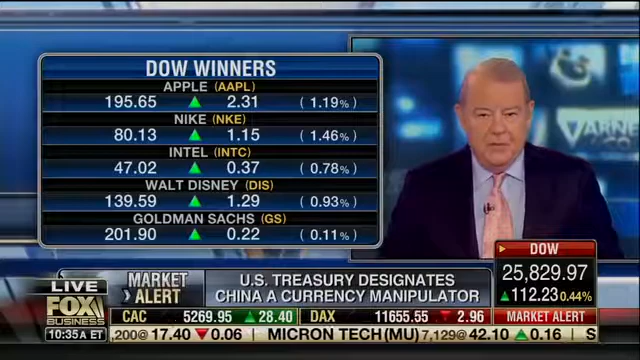 DOW WINNERS
APPLE (AAPL)
195.65 ▲ 2.31 (1.19%)
NIKE (NKE)
80.13 ▲ 1.15 (1.46%)
INTEL (INTC)
47.02 ▲ 0.37 (0.78%)
WALT DISNEY (DIS)
139.59 ▲ 1.29 (0.93%)
GOLDMAN SACHS (GS)
201.90 ▲ 0.22 (0.11%)
DOW
25,829.97
▲112.23 0.44%
MARKET ALERT
LIVE
FOX
BUSINESS
10:35A ET
MARKET
ALERT
U.S. TREASURY DESIGNATES
CHINA A CURRENCY MANIPULATOR
CAC 5269.95 ▲ 28.40 DAX 11655.55 ▼ 2.96
,200@17.40 ▼0.06 MICRON TECH(MU) 7,129@42.10 ▲0.16 | S